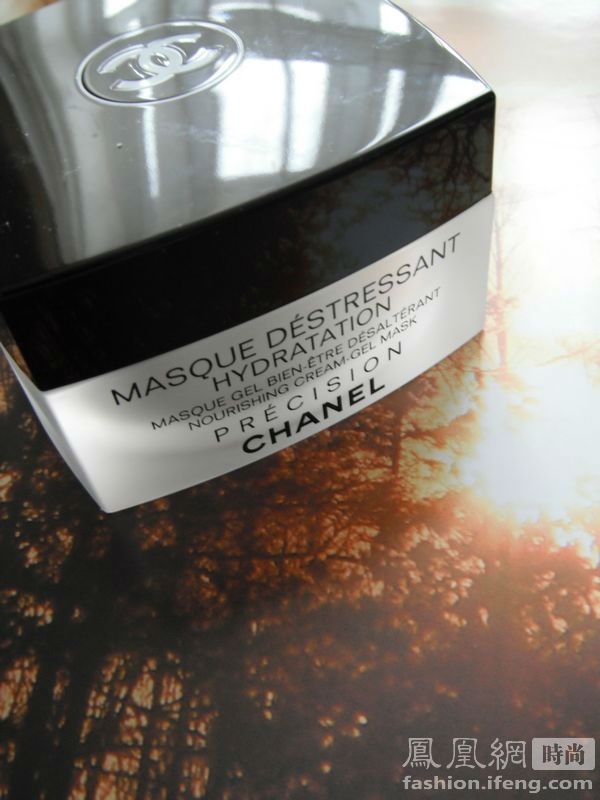 MASQUE DÉSTRESSANT
HYDRATATION
MASQUE GEL BIEN-ÊTRE DÉSALTÉRANT
NOURISHING CREAM-GEL MASK
PRÉCISION
CHANEL
鳳凰網 時尚
fashion.ifeng.com